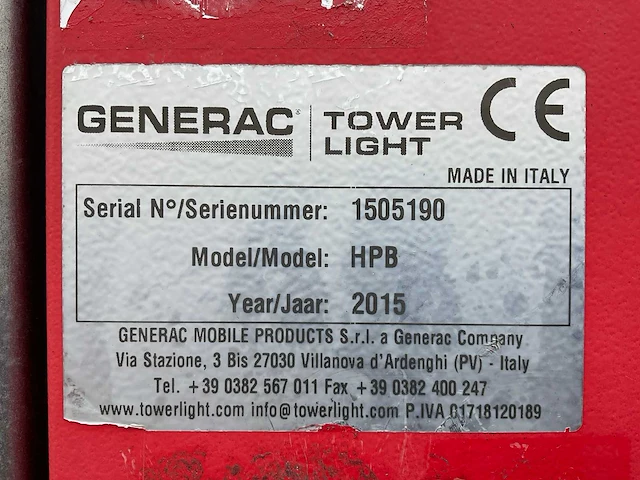 GENERAC® TOWER LIGHT CE
MADE IN ITALY
Serial Nº/Serienummer: 1505190
Model/Model: HPB
Year/Jaar: 2015
GENERAC MOBILE PRODUCTS S.r.l. a Generac Company
Via Stazione, 3 Bis 27030 Villanova d'Ardenghi (PV) - Italy
Tel. +39 0382 567 011 Fax +39 0382 400 247
www.towerlight.com info@towerlight.com P.IVA 01718120189